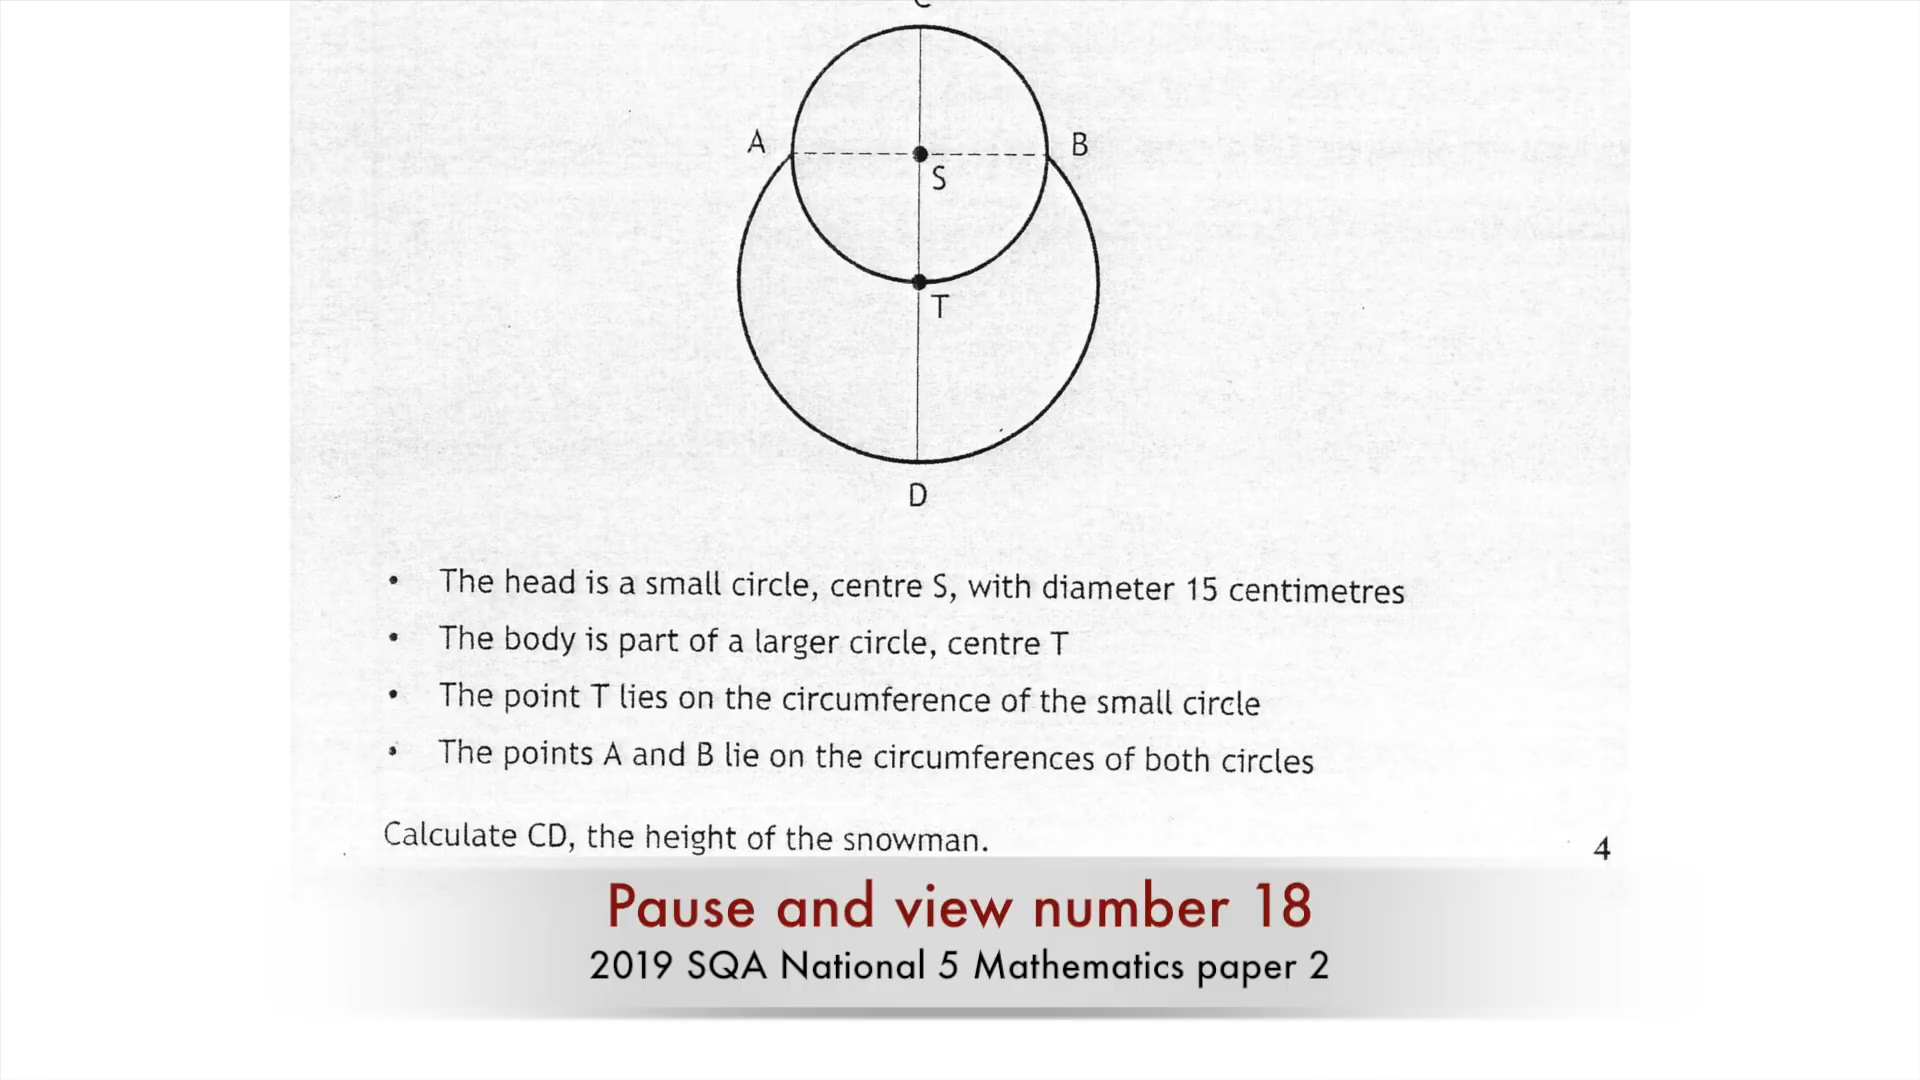 A
B
S
T
D
• The head is a small circle, centre S, with diameter 15 centimetres
• The body is part of a larger circle, centre T
• The point T lies on the circumference of the small circle
• The points A and B lie on the circumferences of both circles
Calculate CD, the height of the snowman.
4
Pause and view number 18
2019 SQA National 5 Mathematics paper 2